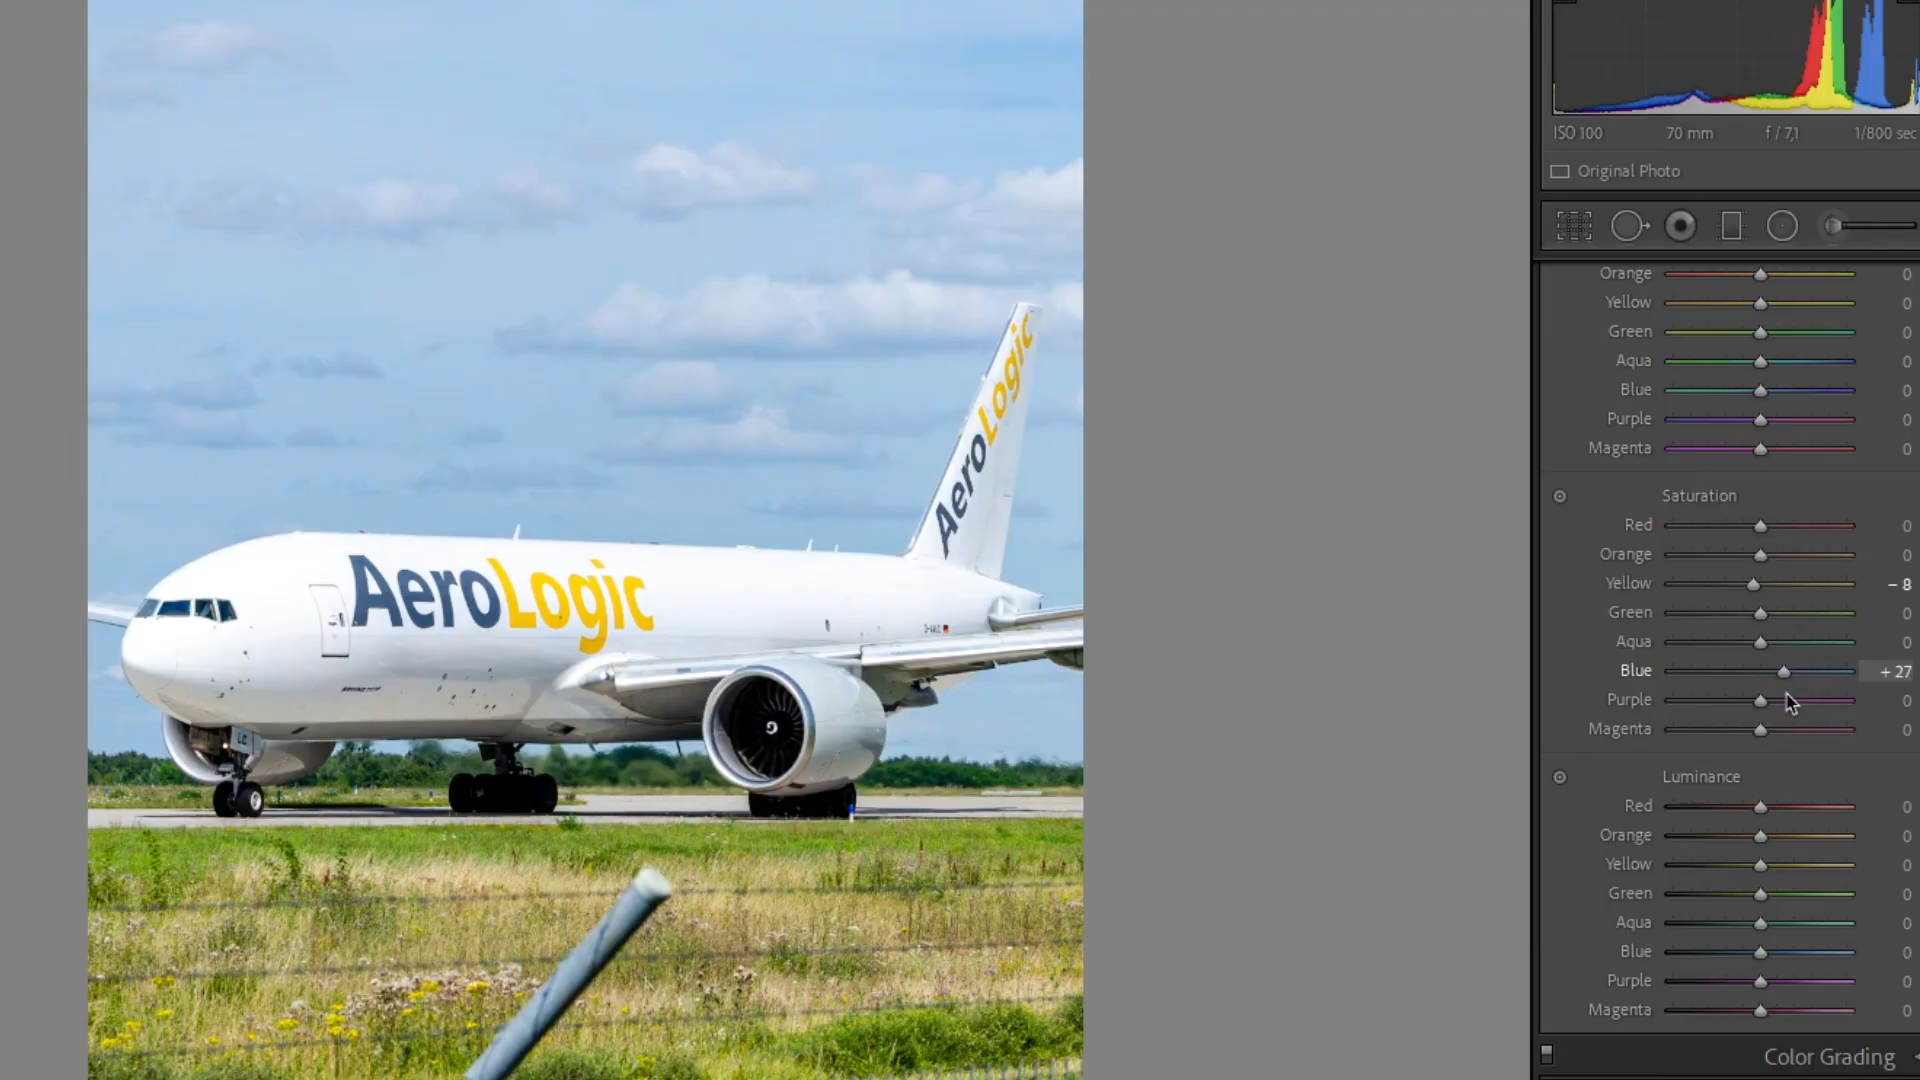 ISO 100 70 mm f / 7,1 1/800 sec
Original Photo
Orange 0
Yellow 0
Green 0
Aqua 0
Blue 0
Purple 0
Magenta 0
Saturation
Red 0
Orange 0
Yellow – 8
Green 0
Aqua 0
Blue + 27
Purple 0
Magenta 0
Luminance
Red 0
Orange 0
Yellow 0
Green 0
Aqua 0
Blue 0
Purple 0
Magenta 0
Color Grading
AeroLogic
AeroLogic
LC